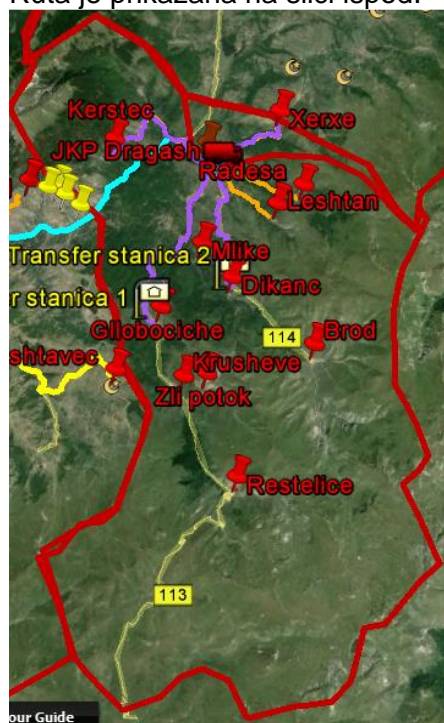 Ruta je prikazana na slici ispod.
Kerstec
Xerxe
JKP Dragash
Radesa
Leshtan
Mlike
Transfer stanica 2
Dikanc
r stanica 1
Gllobociche
114
Brod
shtavec
Krusheve
Zli potok
Restelice
113
our Guide